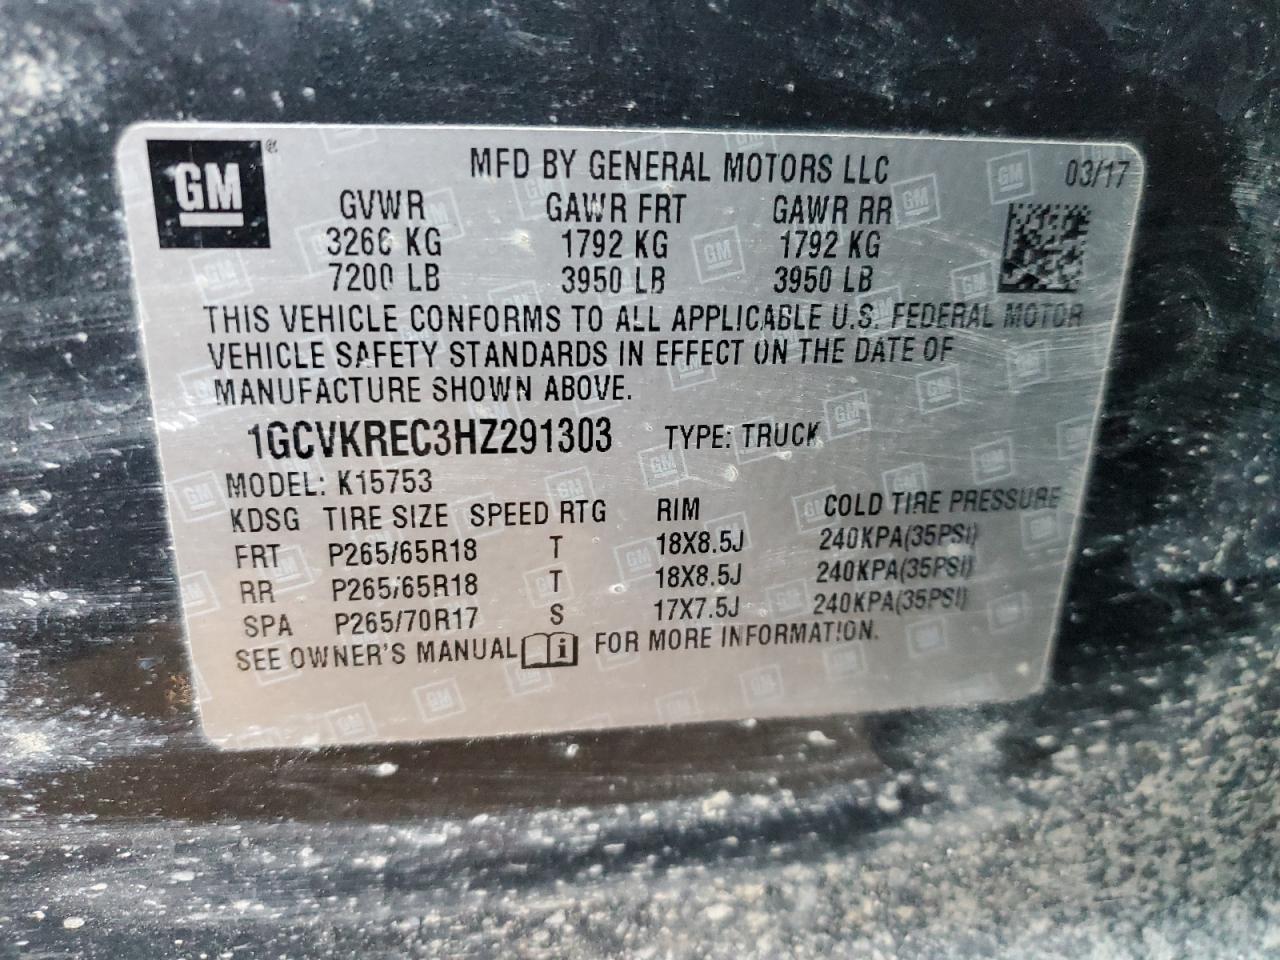 GM ® MFD BY GENERAL MOTORS LLC 03/17
GVWR GAWR FRT GAWR RR
3266 KG 1792 KG 1792 KG
7200 LB 3950 LB 3950 LB
THIS VEHICLE CONFORMS TO ALL APPLICABLE U.S. FEDERAL MOTOR
VEHICLE SAFETY STANDARDS IN EFFECT ON THE DATE OF
MANUFACTURE SHOWN ABOVE.
1GCVKREC3HZ291303 TYPE: TRUCK
MODEL: K15753
KDSG TIRE SIZE SPEED RTG RIM COLD TIRE PRESSURE
FRT P265/65R18 T 18X8.5J 240KPA(35PSI)
RR P265/65R18 T 18X8.5J 240KPA(35PSI)
SPA P265/70R17 S 17X7.5J 240KPA(35PSI)
SEE OWNER'S MANUAL i FOR MORE INFORMATION.